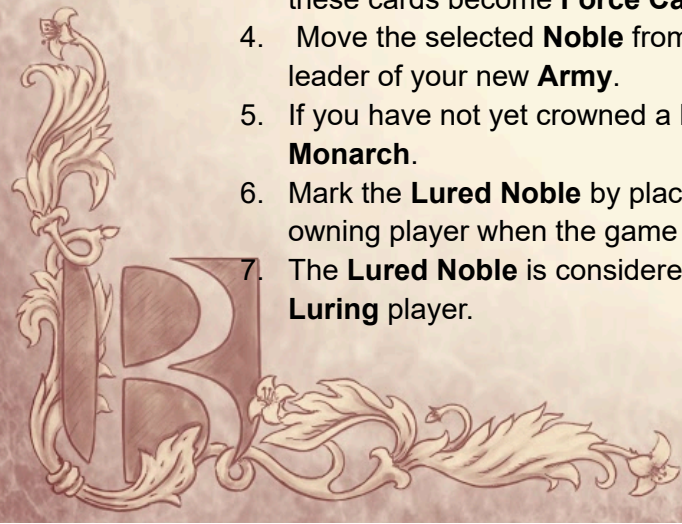 these cards become Force Ca
4. Move the selected Noble from
leader of your new Army.
5. If you have not yet crowned a
Monarch.
6. Mark the Lured Noble by plac
owning player when the game
7. The Lured Noble is considere
Luring player.